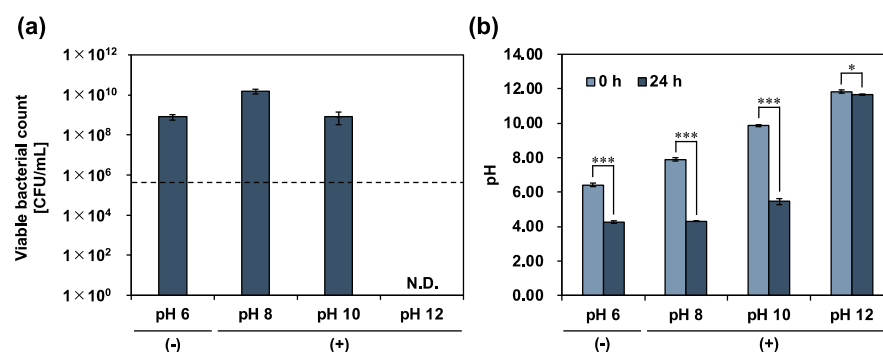 (a)
Viable bacterial count
[CFU/mL]
1×10¹²
1×10¹⁰
1×10⁸
1×10⁶
1×10⁴
1×10²
1×10⁰
N.D.
pH 6
pH 8
pH 10
pH 12
(-)
(+)
(b)
pH
14.00
12.00
10.00
8.00
6.00
4.00
2.00
0.00
0 h
24 h
***
***
***
*
pH 6
pH 8
pH 10
pH 12
(-)
(+)